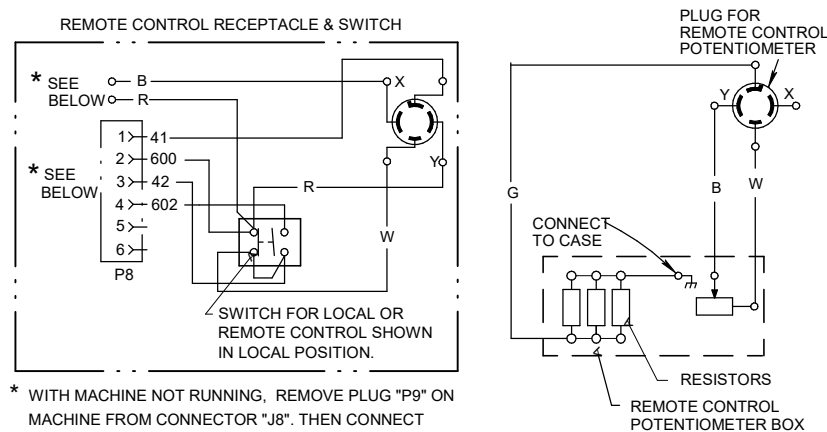 REMOTE CONTROL RECEPTACLE & SWITCH
* SEE
BELOW
B
R
X
1 41
2 600
3 42
4 602
5
6
P8
* SEE
BELOW
Y
R
W
SWITCH FOR LOCAL OR
REMOTE CONTROL SHOWN
IN LOCAL POSITION.
* WITH MACHINE NOT RUNNING, REMOVE PLUG "P9" ON
MACHINE FROM CONNECTOR "J8". THEN CONNECT
PLUG FOR
REMOTE CONTROL
POTENTIOMETER
Y
X
G
B
W
CONNECT
TO CASE
RESISTORS
REMOTE CONTROL
POTENTIOMETER BOX